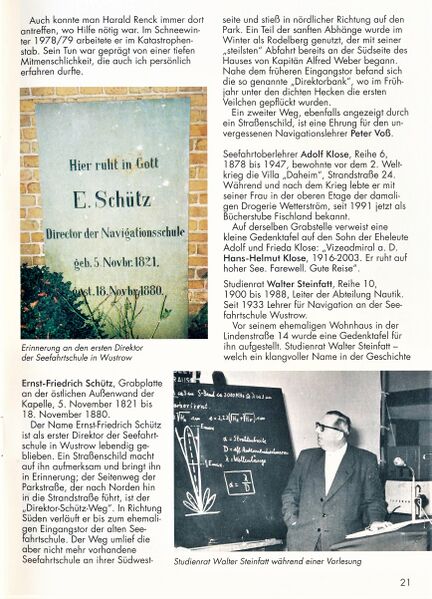 Auch konnte man Harald Renck immer dort
antreffen, wo Hilfe nötig war. Im Schneewin-
ter 1978/79 arbeitete er im Katastrophen-
stab. Sein Tun war geprägt von einer tiefen
Mitmenschlichkeit, die auch ich persönlich
erfahren durfte.
Hier ruht in Gott
E. Schütz
Director der Navigationsschule
geb. 5. Novbr. 1821.
gest. 18. Novbr. 1880.
Erinnerung an den ersten Direktor
der Seefahrtschule in Wustrow
Ernst-Friedrich Schütz, Grabplatte
an der östlichen Außenwand der
Kapelle, 5. November 1821 bis
18. November 1880.
Der Name Ernst-Friedrich Schütz
ist als erster Direktor der Seefahrt-
schule in Wustrow lebendig ge-
blieben. Ein Straßenschild macht
auf ihn aufmerksam und bringt ihn
in Erinnerung; der Seitenweg der
Parkstraße, der nach Norden hin
in die Strandstraße führt, ist der
„Direktor-Schütz-Weg“. In Richtung
Süden verläuft er bis zum ehemali-
gen Eingangstor der alten Seefahrt-
schule. Der Weg umlief die
aber nicht mehr vorhandene
Seefahrtschule an ihrer Südwest-
seite und stieß in nördlicher Richtung auf den
Park. Ein Teil der sanften Abhänge wurde im
Winter als Rodelberg genutzt, der mit seiner
„steilsten“ Abfahrt bereits an der Südseite des
Hauses von Kapitän Alfred Weber begann.
Nahe dem früheren Eingangstor befand sich
die so genannte „Direktorbank“, wo im Früh-
jahr unter den dichten Hecken die ersten
Veilchen gepflückt wurden.
Ein zweiter Weg, ebenfalls angezeigt durch
ein Straßenschild, ist eine Ehrung für den un-
vergessenen Navigationslehrer Peter Voß.
Seefahrtoberlehrer Adolf Klose, Reihe 6,
1878 bis 1947, bewohnte vor dem 2. Welt-
krieg die Villa „Daheim“, Strandstraße 24.
Während und nach dem Krieg lebte er mit
seiner Frau in der oberen Etage der damali-
gen Drogerie Wetterström, seit 1991 jetzt als
Bücherstube Fischland bekannt.
Auf derselben Grabstelle verweist eine
kleine Gedenktafel auf den Sohn der Eheleute
Adolf und Frieda Klose: „Vizeadmiral a. D.
Hans-Helmut Klose, 1916-2003. Er ruht auf
hoher See. Farewell. Gute Reise“.
Studienrat Walter Steinfatt, Reihe 10,
1900 bis 1988, Leiter der Abteilung Nautik.
Seit 1933 Lehrer für Navigation an der See-
fahrtschule Wustrow.
Vor seinem ehemaligen Wohnhaus in der
Lindenstraße 14 wurde eine Gedenktafel für
ihn aufgestellt. Studienrat Walter Steinfatt –
welch ein klangvoller Name in der Geschichte
Studienrat Walter Steinfatt während einer Vorlesung
21